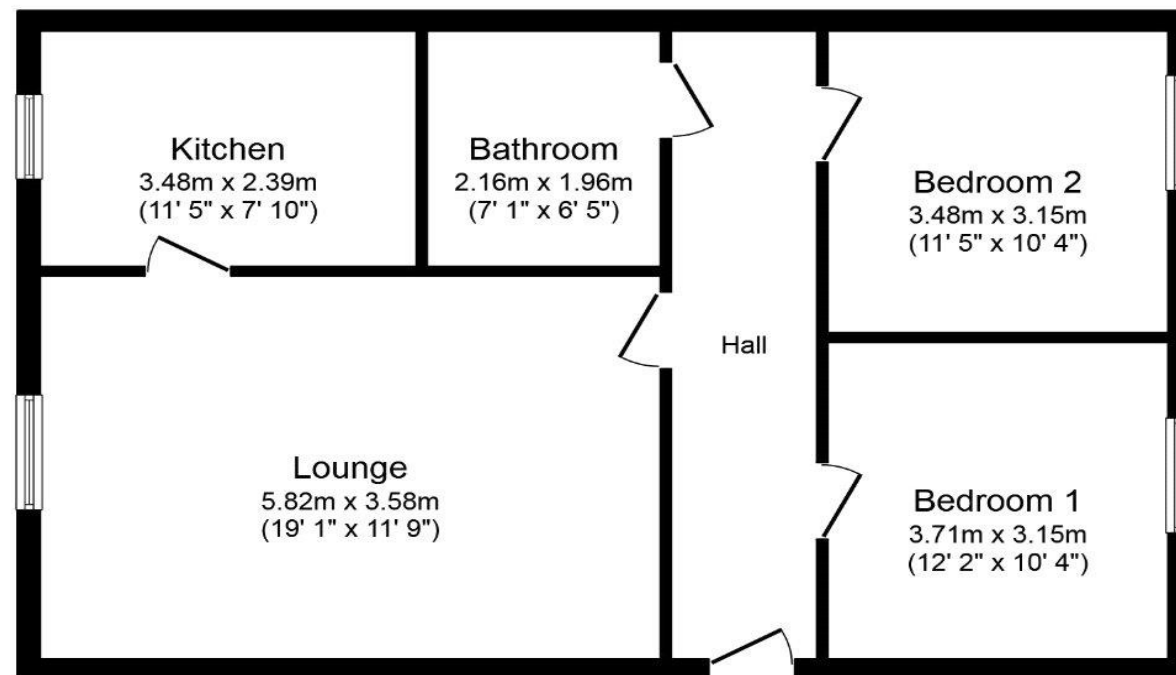 Kitchen
3.48m x 2.39m
(11' 5" x 7' 10")
Bathroom
2.16m x 1.96m
(7' 1" x 6' 5")
Bedroom 2
3.48m x 3.15m
(11' 5" x 10' 4")
Hall
Lounge
5.82m x 3.58m
(19' 1" x 11' 9")
Bedroom 1
3.71m x 3.15m
(12' 2" x 10' 4")